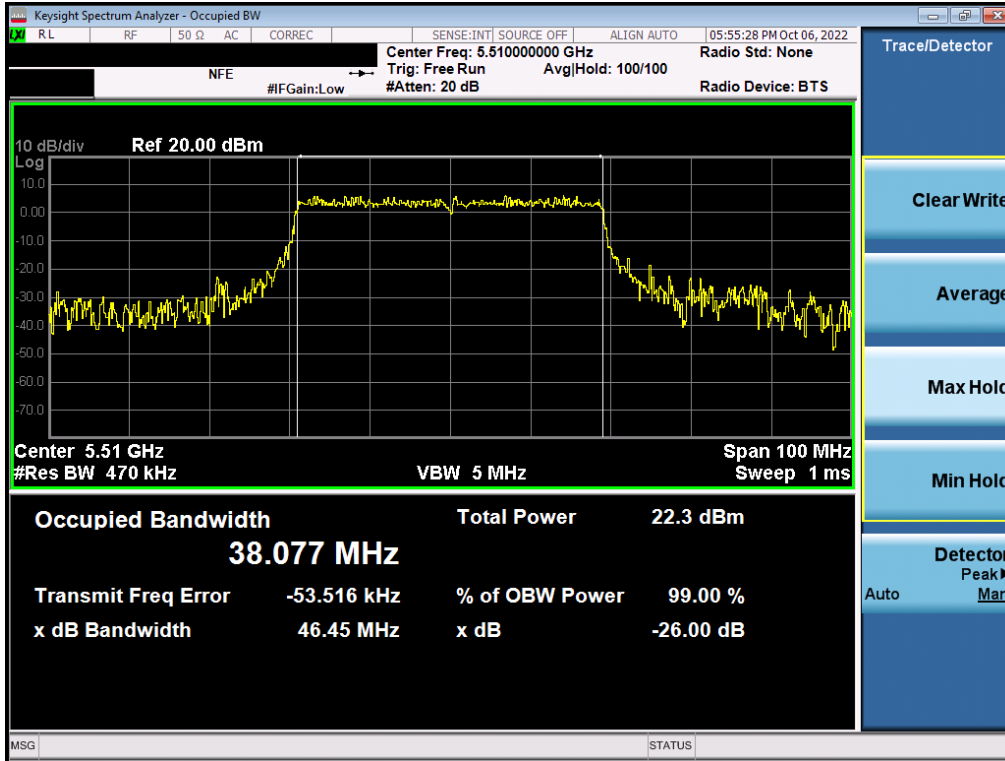 Keysight Spectrum Analyzer - Occupied BW
LXI RL RF 50 Ω AC CORREC SENSE:INT SOURCE OFF ALIGN AUTO 05:55:28 PM Oct 06, 2022
Center Freq: 5.510000000 GHz Radio Std: None
NFE Trig: Free Run Avg|Hold: 100/100
#IFGain:Low #Atten: 20 dB Radio Device: BTS
Trace/Detector
10 dB/div Ref 20.00 dBm
Log
10.0
0.00
-10.0
-20.0
-30.0
-40.0
-50.0
-60.0
-70.0
Center 5.51 GHz Span 100 MHz
#Res BW 470 kHz VBW 5 MHz Sweep 1 ms
Clear Write
Average
Max Hold
Min Hold
Detector
Peak
Auto Man
Occupied Bandwidth Total Power 22.3 dBm
38.077 MHz
Transmit Freq Error -53.516 kHz % of OBW Power 99.00 %
x dB Bandwidth 46.45 MHz x dB -26.00 dB
MSG STATUS